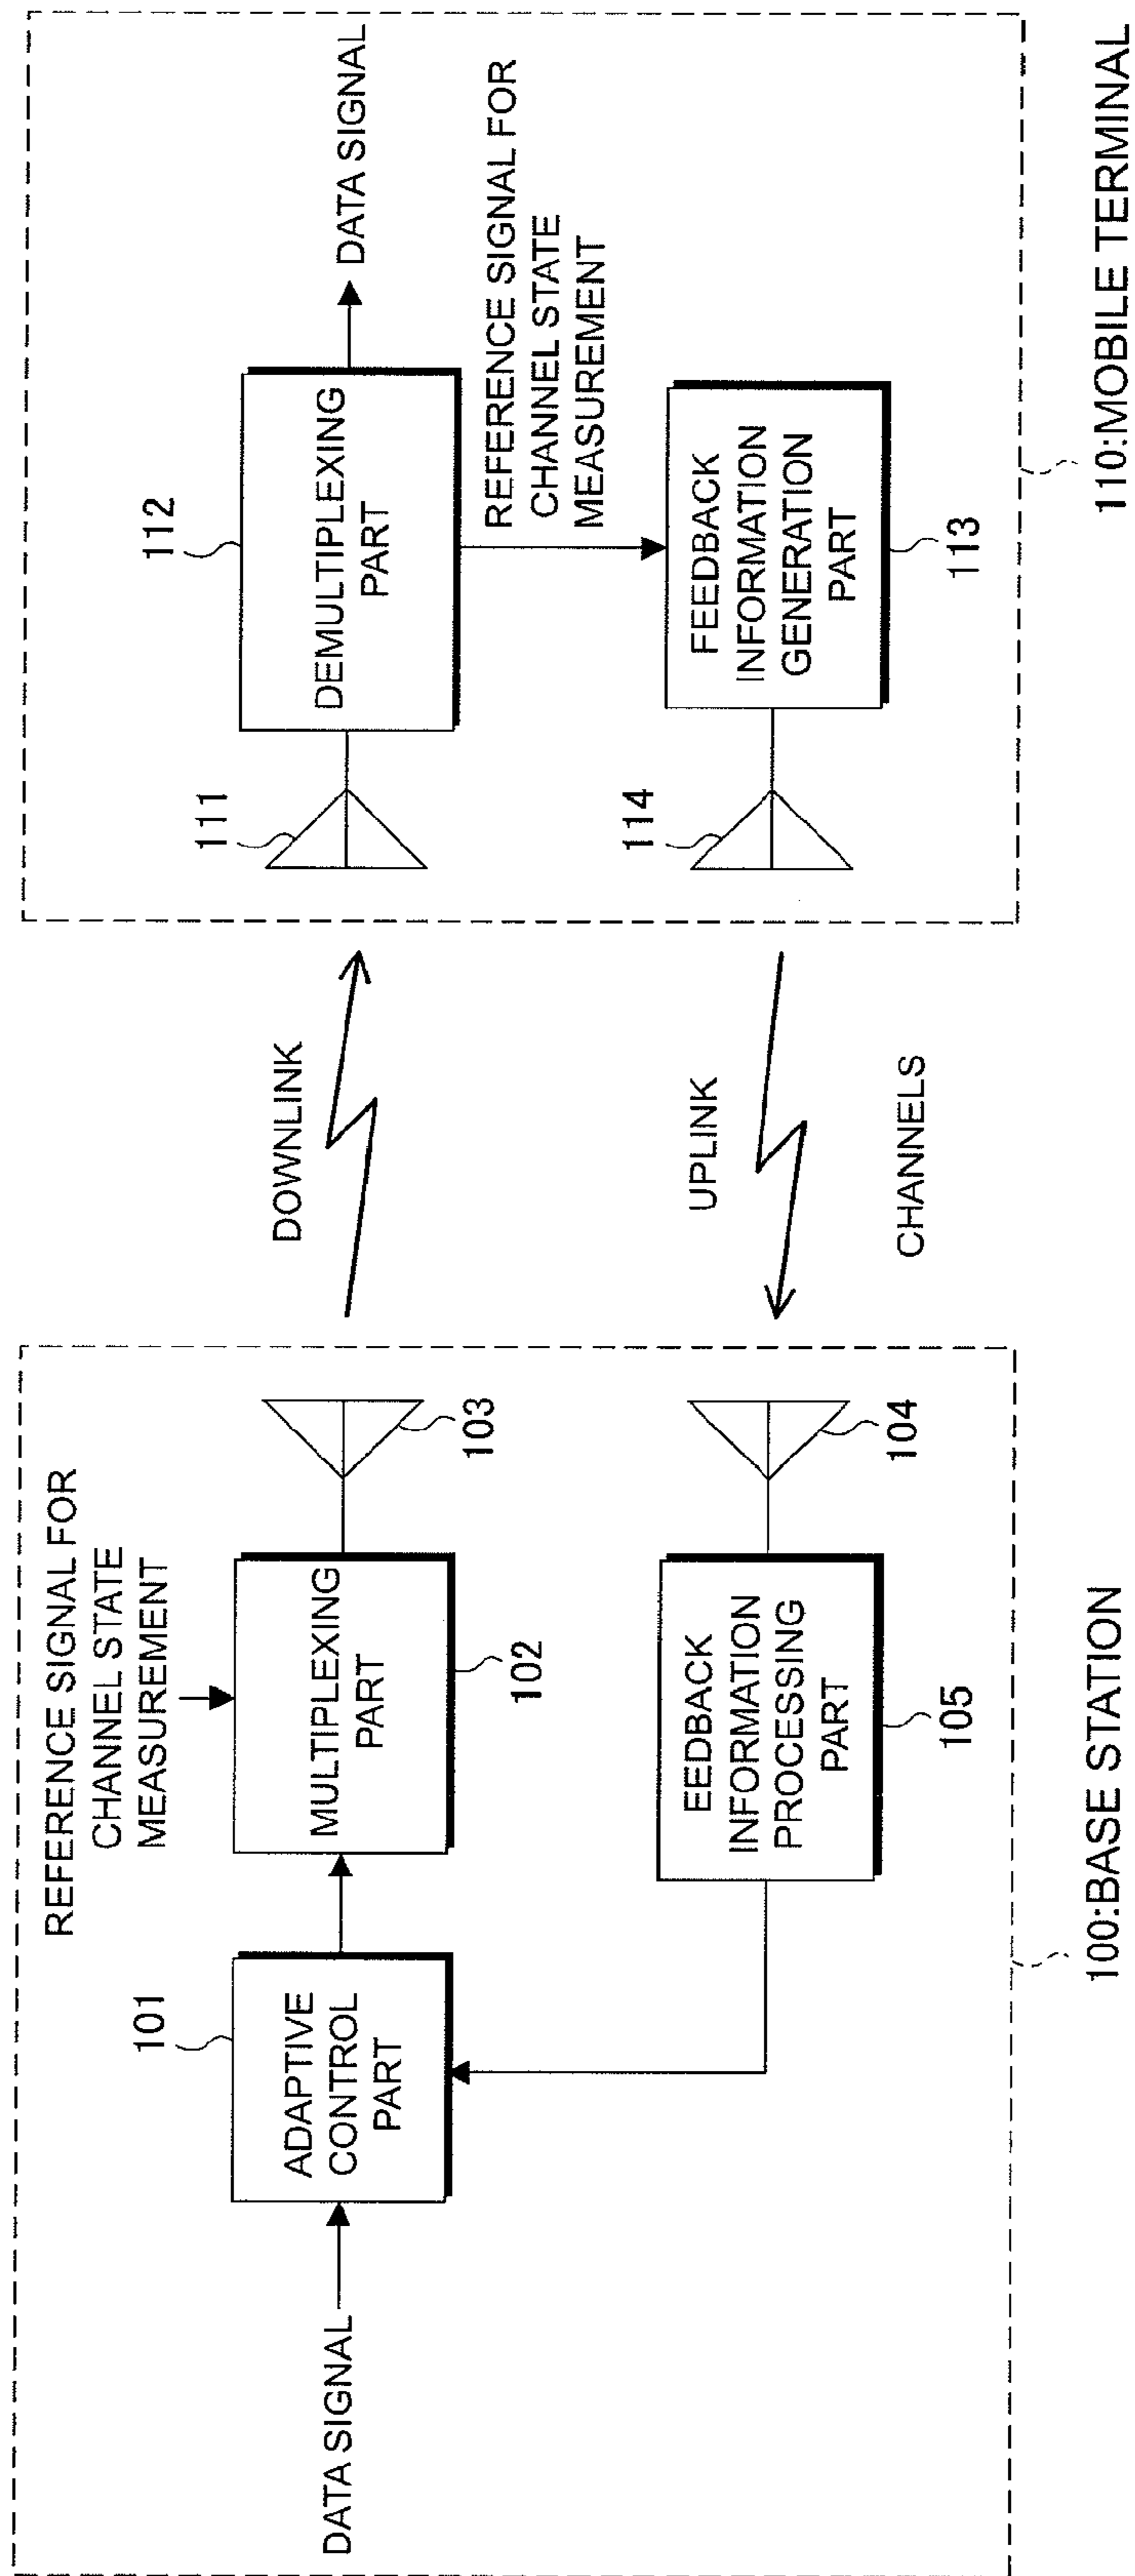 REFERENCE SIGNAL FOR
CHANNEL STATE
MEASUREMENT
DATA SIGNAL
101
ADAPTIVE
CONTROL
PART
MULTIPLEXING
PART
102
103
EEDBACK
INFORMATION
PROCESSING
PART
105
104
100:BASE STATION
DOWNLINK
UPLINK
CHANNELS
111
112
DEMULTIPLEXING
PART
DATA SIGNAL
REFERENCE SIGNAL FOR
CHANNEL STATE
MEASUREMENT
114
FEEDBACK
INFORMATION
GENERATION
PART
113
110:MOBILE TERMINAL